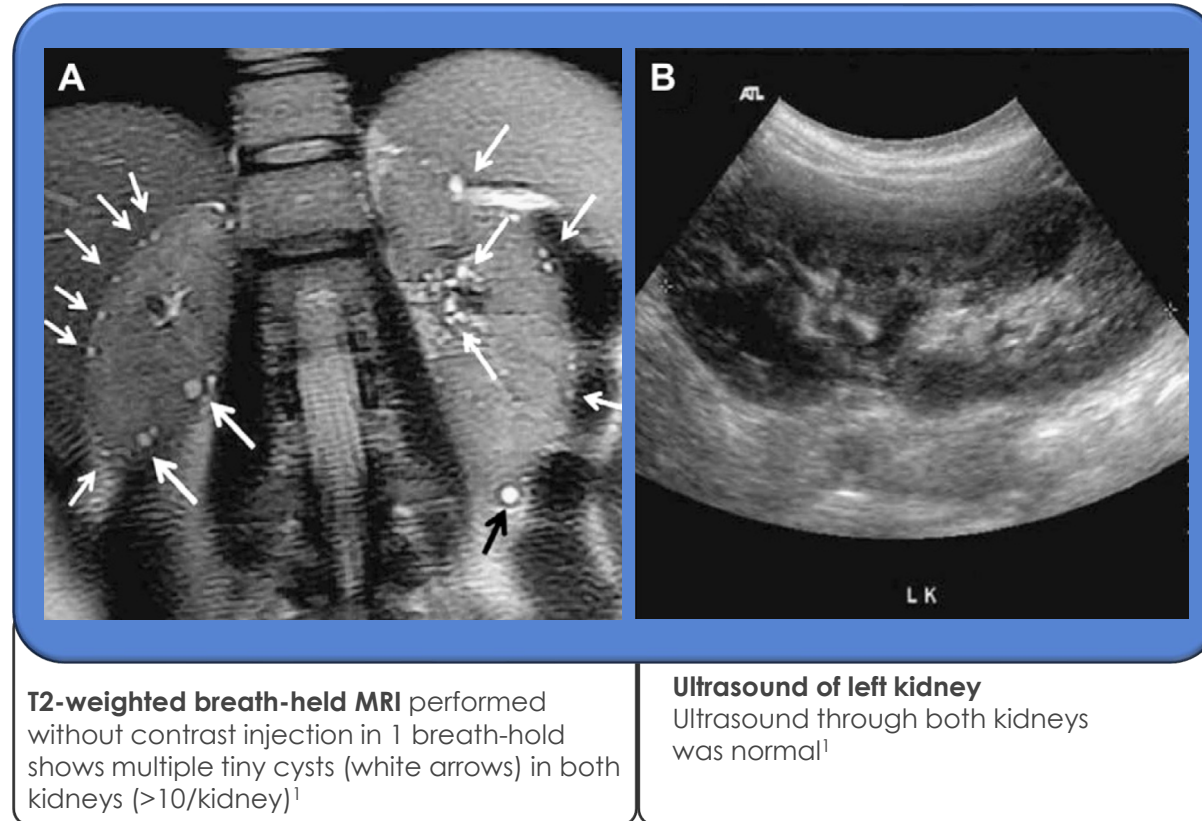 A
B
ATL
L K
T2-weighted breath-held MRI performed
without contrast injection in 1 breath-hold
shows multiple tiny cysts (white arrows) in both
kidneys (>10/kidney)1
Ultrasound of left kidney
Ultrasound through both kidneys
was normal1